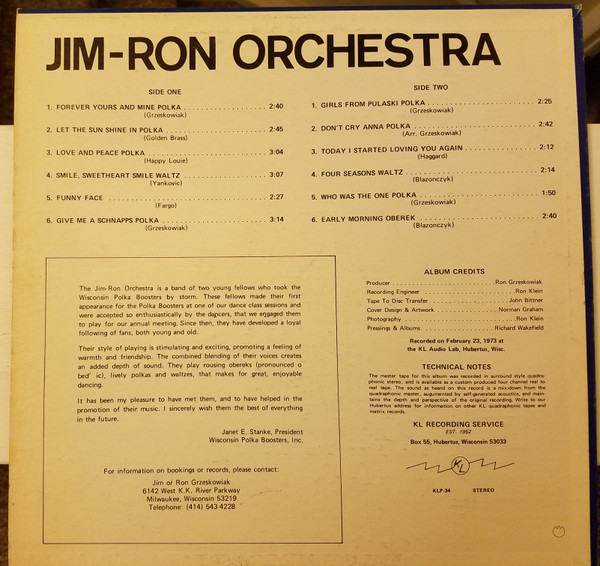 JIM-RON ORCHESTRA
SIDE ONE
1. FOREVER YOURS AND MINE POLKA . . . . . . . . . . . . . . . . . 2:40
(Grzeskowiak)
2. LET THE SUN SHINE IN POLKA . . . . . . . . . . . . . . . . . 2:45
(Golden Brass)
3. LOVE AND PEACE POLKA . . . . . . . . . . . . . . . . . 3:04
(Happy Louie)
4. SMILE, SWEETHEART SMILE WALTZ . . . . . . . . . . . . . . . . . 3:07
(Yankovic)
5. FUNNY FACE . . . . . . . . . . . . . . . . . 2:27
(Fargo)
6. GIVE ME A SCHNAPPS POLKA . . . . . . . . . . . . . . . . . 3:14
(Grzeskowiak)
SIDE TWO
1. GIRLS FROM PULASKI POLKA . . . . . . . . . . . . . . . . . 2:25
(Grzeskowiak)
2. DON'T CRY ANNA POLKA . . . . . . . . . . . . . . . . . 2:42
(Arr. Grzeskowiak)
3. TODAY I STARTED LOVING YOU AGAIN . . . . . . . . . . . . . 2:12
(Haggard)
4. FOUR SEASONS WALTZ . . . . . . . . . . . . . . . . . 2:14
(Blazonczyk)
5. WHO WAS THE ONE POLKA . . . . . . . . . . . . . . . . . 1:50
(Grzeskowiak)
6. EARLY MORNING OBEREK . . . . . . . . . . . . . . . . . 2:40
(Blazonczyk)
The Jim-Ron Orchestra is a band of two young fellows who took the
Wisconsin Polka Boosters by storm. These fellows made their first
appearance for the Polka Boosters at one of our dance class sessions and
were accepted so enthusiastically by the dancers, that we engaged them
to play for our annual meeting. Since then, they have developed a loyal
following of fans, both young and old.
Their style of playing is stimulating and exciting, promoting a feeling of
warmth and friendship. The combined blending of their voices creates
an added depth of sound. They play rousing obereks (pronounced o
bed' ic), lively polkas and waltzes, that makes for great, enjoyable
dancing.
It has been my pleasure to have met them, and to have helped in the
promotion of their music. I sincerely wish them the best of everything
in the future.
Janet E. Stanke, President
Wisconsin Polka Boosters, Inc.
For information on bookings or records, please contact:
Jim or Ron Grzeskowiak
6142 West K.K. River Parkway
Milwaukee, Wisconsin 53219
Telephone: (414) 543-4228
ALBUM CREDITS
Producer . . . . . . . . . . . . . . . . . Ron Grzeskowiak
Recording Engineer . . . . . . . . . . . . . . . . . Ron Klein
Tape To Disc Transfer . . . . . . . . . . . . . . . . . John Bittner
Cover Design & Artwork . . . . . . . . . . . . . . . . . Norman Graham
Photography . . . . . . . . . . . . . . . . . Ron Klein
Pressings & Albums . . . . . . . . . . . . . . . . . Richard Wakefield
Recorded on February 23, 1973 at
the KL Audio Lab, Hubertus, Wisc.
TECHNICAL NOTES
The master tape for this album was recorded in surround style quadra-
phonic stereo, and is available as a custom produced four channel reel to
reel tape. The sound as heard on this record is a mix-down from the
quadraphonic master, augmented by self-generated acoustics, and main-
tains the depth and perspective of the original recording. Write to our
Hubertus address for information on other KL quadraphonic tapes and
matrix records.
KL RECORDING SERVICE
EST. 1962
Box 55, Hubertus, Wisconsin 53033
KL
KLP-34 STEREO